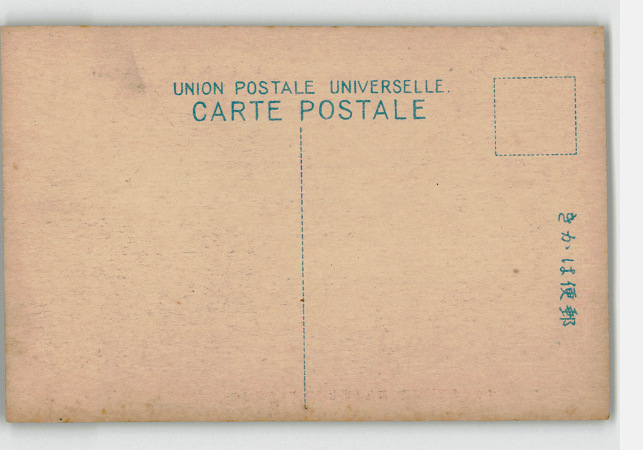 UNION POSTALE UNIVERSELLE.
CARTE POSTALE
郵便はかき